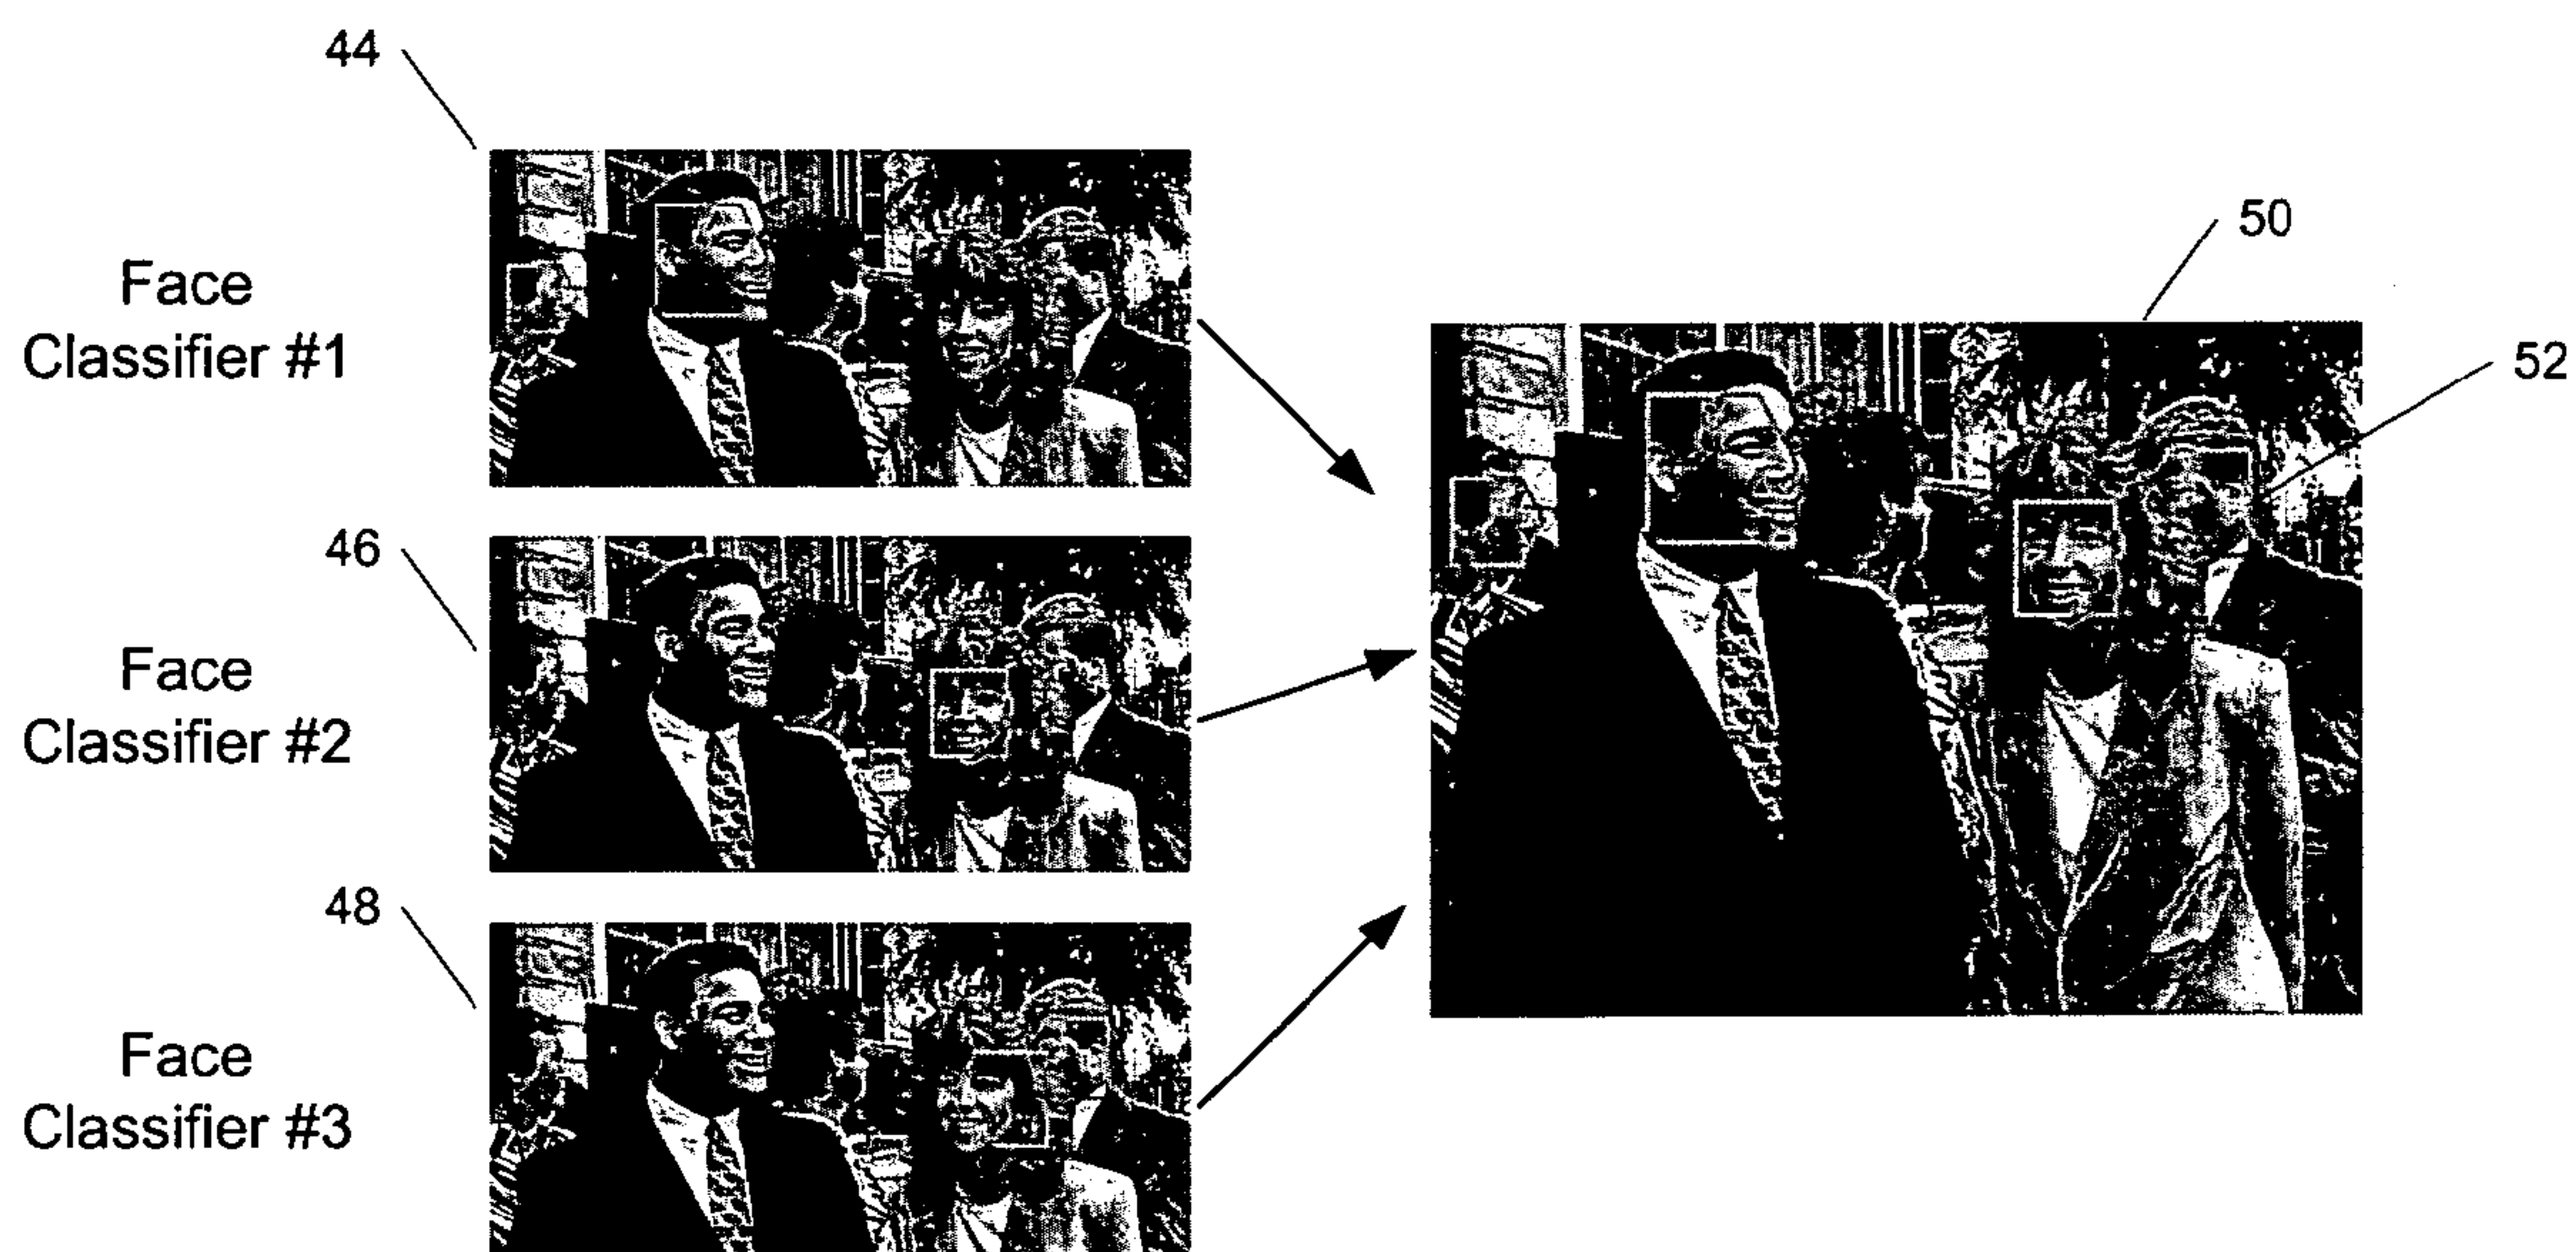 44
Face
Classifier #1
50
52
46
Face
Classifier #2
48
Face
Classifier #3